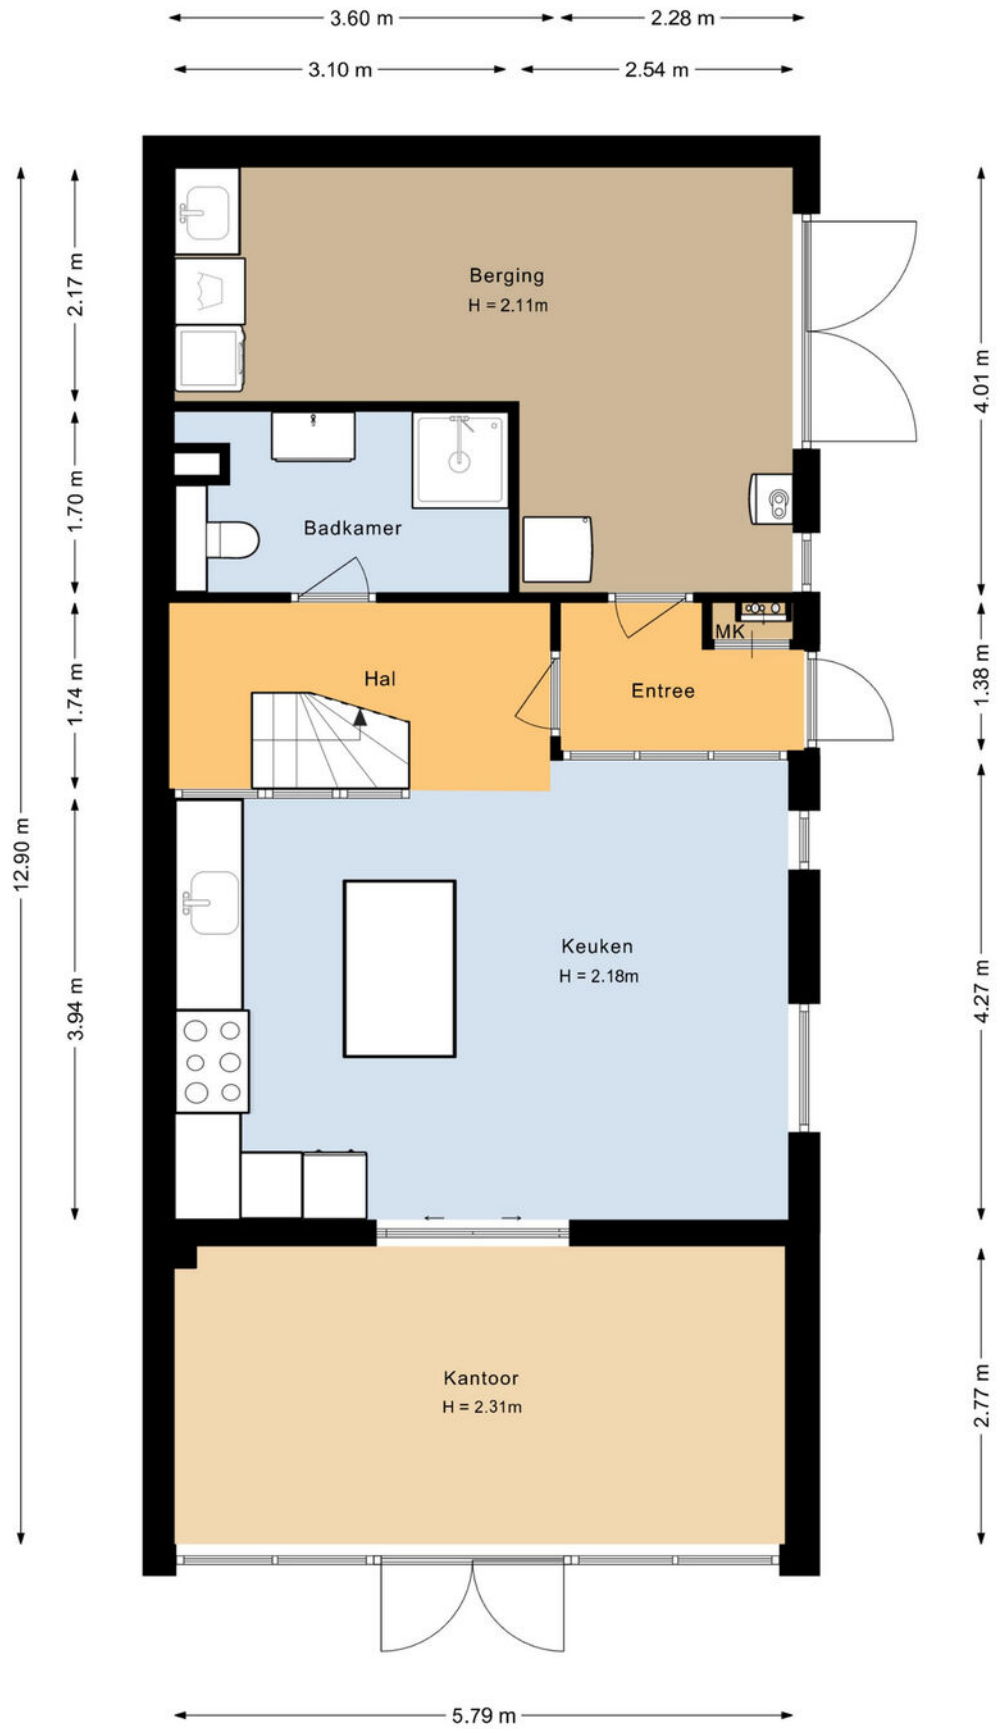 3.60 m
2.28 m
3.10 m
2.54 m
Berging
H = 2.11m
2.17 m
4.01 m
1.70 m
Badkamer
MK
Hal
Entree
1.74 m
1.38 m
12.90 m
Keuken
H = 2.18m
3.94 m
4.27 m
Kantoor
H = 2.31m
2.77 m
5.79 m